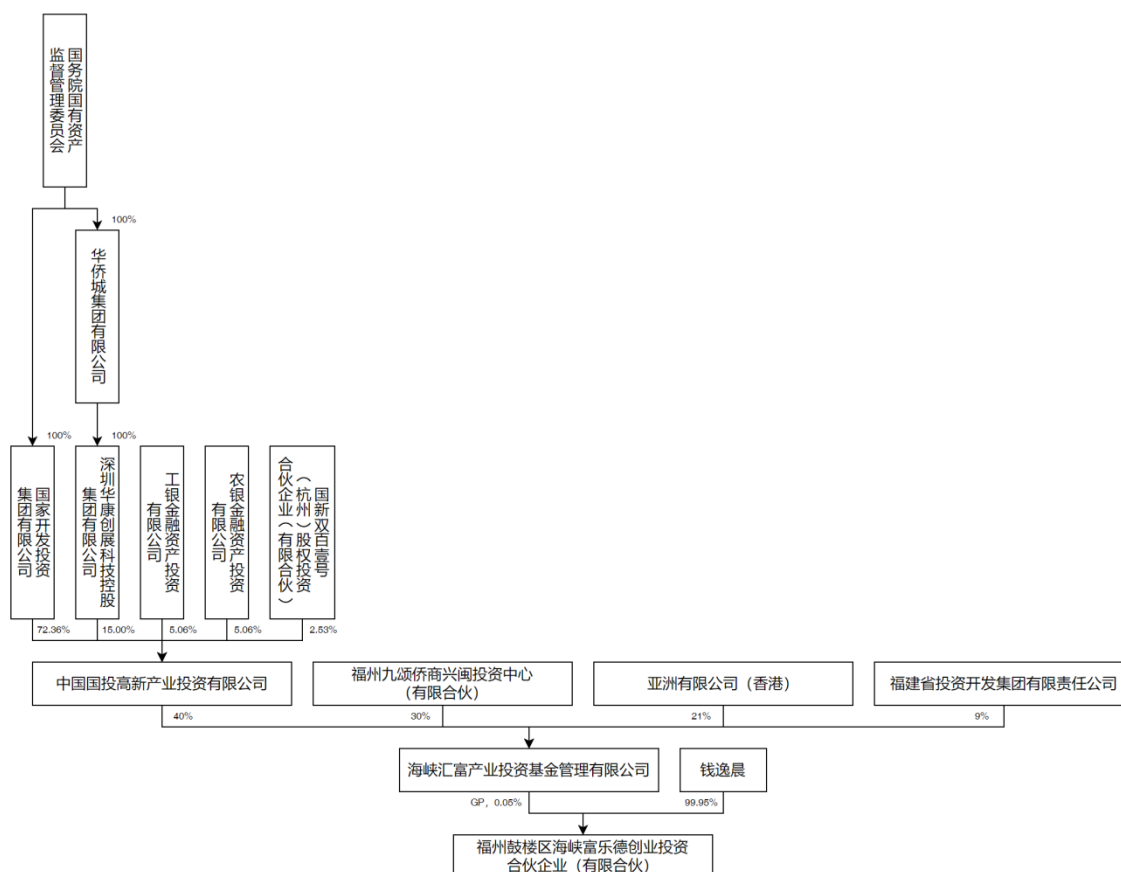 国务院国有资产
监督管理委员会
100%
华侨城集团有限公司
100%
100%
国家开发投资
集团有限公司
深圳华康创展科技控股
集团有限公司
工银金融资产投资
有限公司
农银金融资产投资
有限公司
国新双百壹号
（杭州）股权投资
合伙企业（有限合伙）
72.36%
15.00%
5.06%
5.06%
2.53%
中国国投高新产业投资有限公司
福州九颂侨商兴闽投资中心
（有限合伙）
亚洲有限公司（香港）
福建省投资开发集团有限责任公司
40%
30%
21%
9%
海峡汇富产业投资基金管理有限公司
钱逸晨
GP，0.05%
99.95%
福州鼓楼区海峡富乐德创业投资
合伙企业（有限合伙）